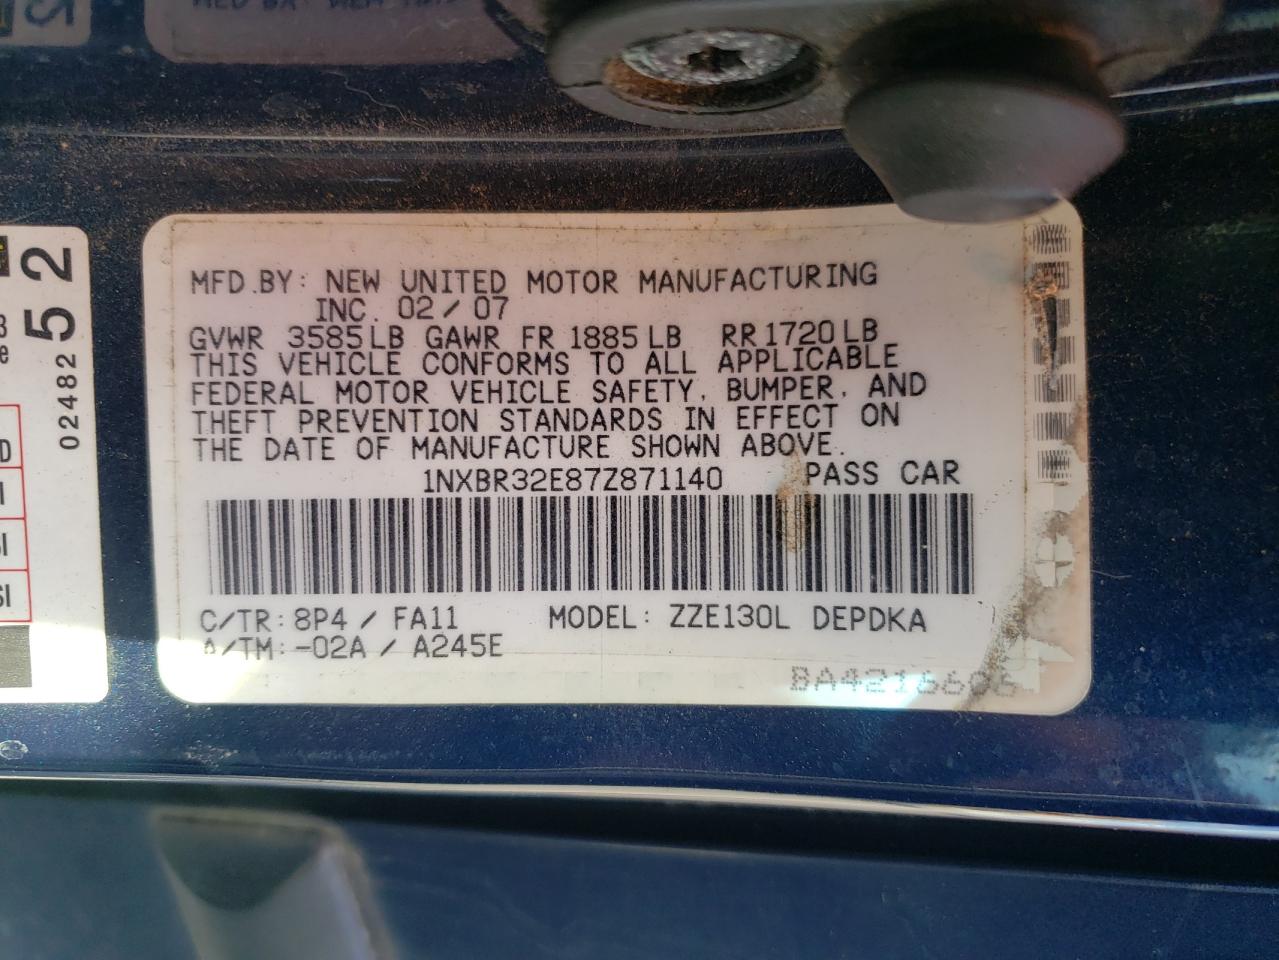 52
02482
MFD.BY: NEW UNITED MOTOR MANUFACTURING
INC. 02/07
GVWR 3585LB GAWR FR 1885LB RR1720LB
THIS VEHICLE CONFORMS TO ALL APPLICABLE
FEDERAL MOTOR VEHICLE SAFETY, BUMPER, AND
THEFT PREVENTION STANDARDS IN EFFECT ON
THE DATE OF MANUFACTURE SHOWN ABOVE.
1NXBR32E87Z871140 PASS CAR
C/TR: 8P4 / FA11 MODEL: ZZE130L DEPDKA
A/TM: -02A / A245E